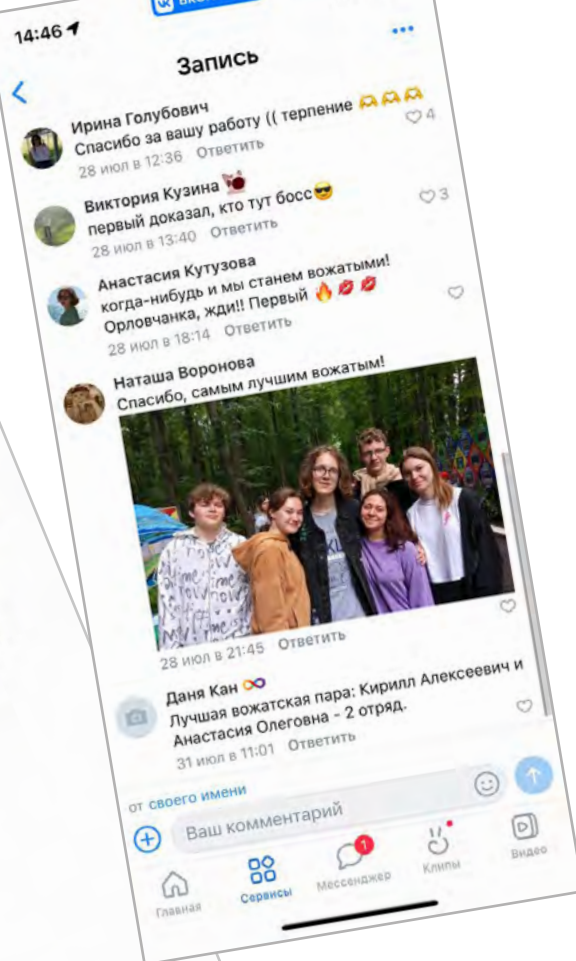 14:46
Запись
Ирина Голубович
Спасибо за вашу работу (( терпение 🫶🫶🫶
28 июл в 12:36 Ответить 4
Виктория Кузина
первый доказал, кто тут босс😎
28 июл в 13:40 Ответить 3
Анастасия Кутузова
когда-нибудь и мы станем вожатыми!
Орловчанка, жди!! Первый 🔥💋💋
28 июл в 18:14 Ответить
Наташа Воронова
Спасибо, самым лучшим вожатым!
28 июл в 21:45 Ответить
Даня Кан
Лучшая вожатская пара: Кирилл Алексеевич и
Анастасия Олеговна - 2 отряд.
31 июл в 11:01 Ответить
от своего имени
Ваш комментарий
Главная Сервисы Мессенджер 1 Клипы Видео